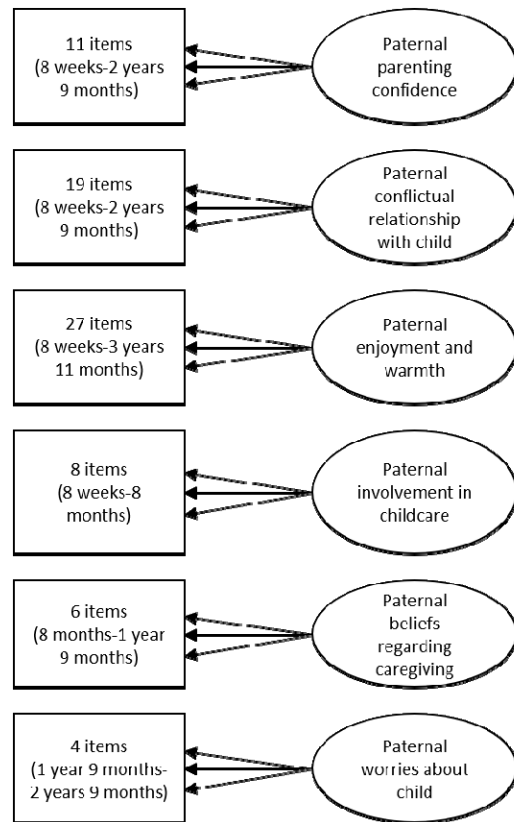 11 items
(8 weeks-2 years
9 months)
Paternal
parenting
confidence
19 items
(8 weeks-2 years
9 months)
Paternal
conflictual
relationship
with child
27 items
(8 weeks-3 years
11 months)
Paternal
enjoyment and
warmth
8 items
(8 weeks-8
months)
Paternal
involvement in
childcare
6 items
(8 months-1 year
9 months)
Paternal
beliefs
regarding
caregiving
4 items
(1 year 9 months-
2 years 9 months)
Paternal
worries about
child